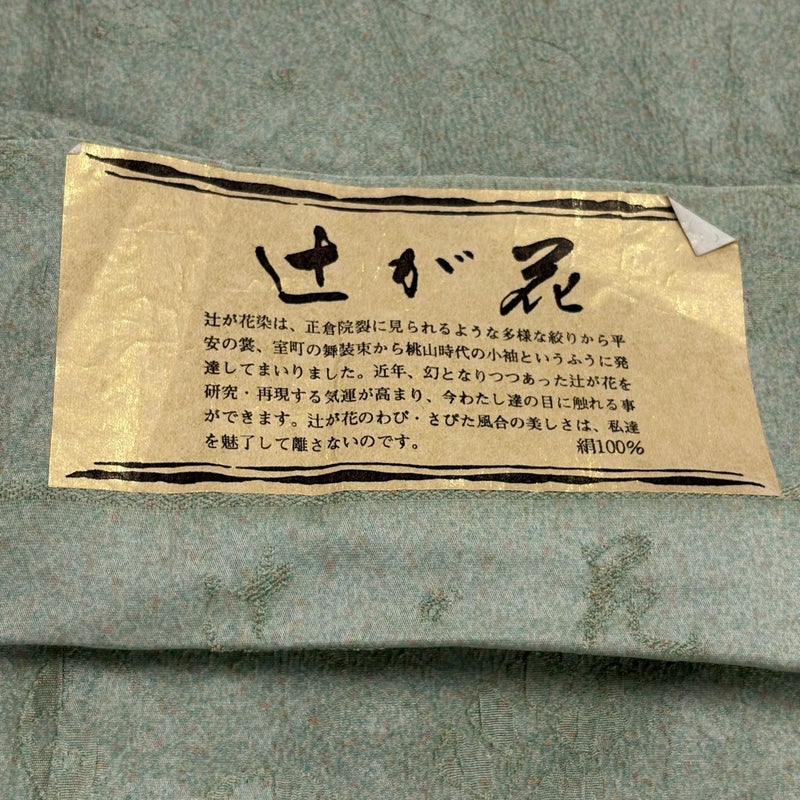 辻が花
辻が花染は、正倉院裂に見られるような多様な絞りから平
安の裳、室町の舞装束から桃山時代の小袖というふうに発
達してまいりました。近年、幻となりつつあった辻が花を
研究・再現する気運が高まり、今わたし達の目に触れる事
ができます。辻が花のわび・さびた風合の美しさは、私達
を魅了して離さないのです。 絹100%